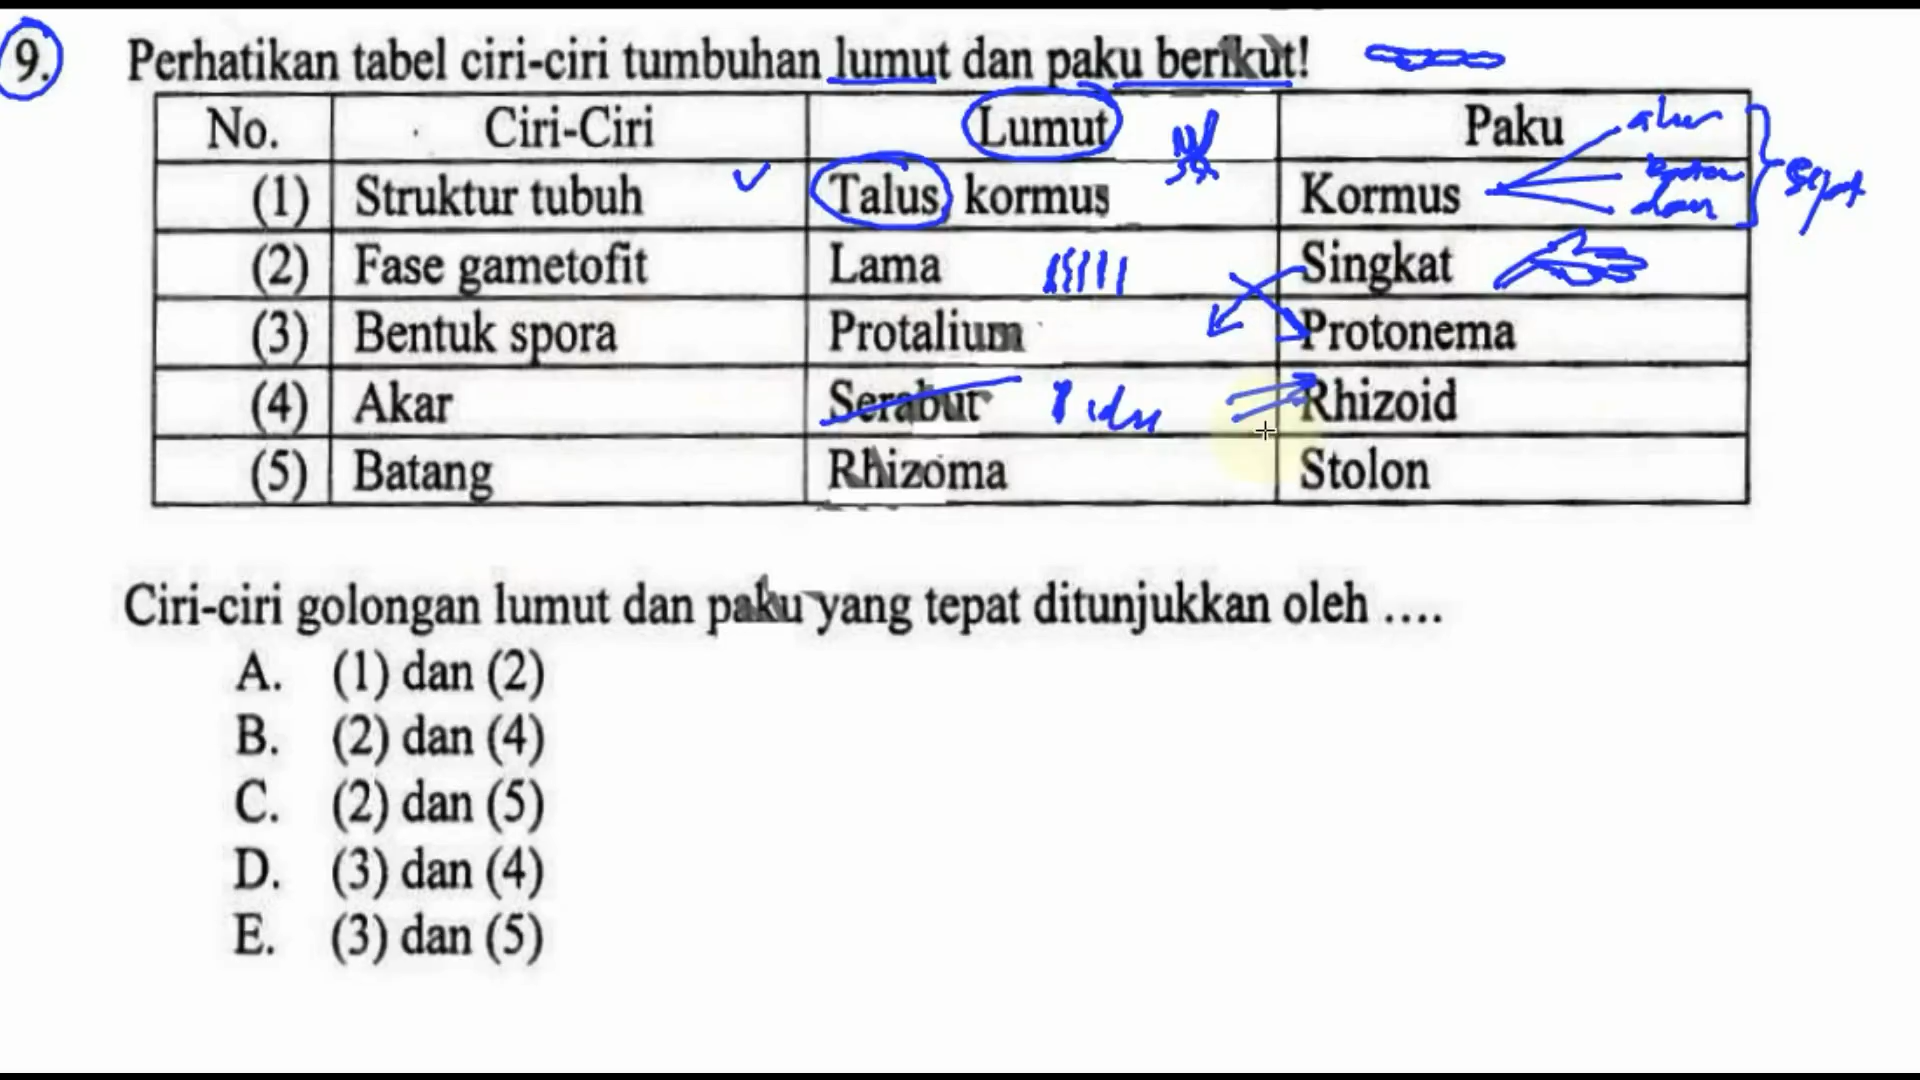 9. Perhatikan tabel ciri-ciri tumbuhan lumut dan paku berikut!
No. Ciri-Ciri Lumut Paku
(1) Struktur tubuh Talus, kormus Kormus
(2) Fase gametofit Lama Singkat
(3) Bentuk spora Protalium Protonema
(4) Akar Serabut Rhizoid
(5) Batang Rhizoma Stolon
Ciri-ciri golongan lumut dan paku yang tepat ditunjukkan oleh ....
A. (1) dan (2)
B. (2) dan (4)
C. (2) dan (5)
D. (3) dan (4)
E. (3) dan (5)